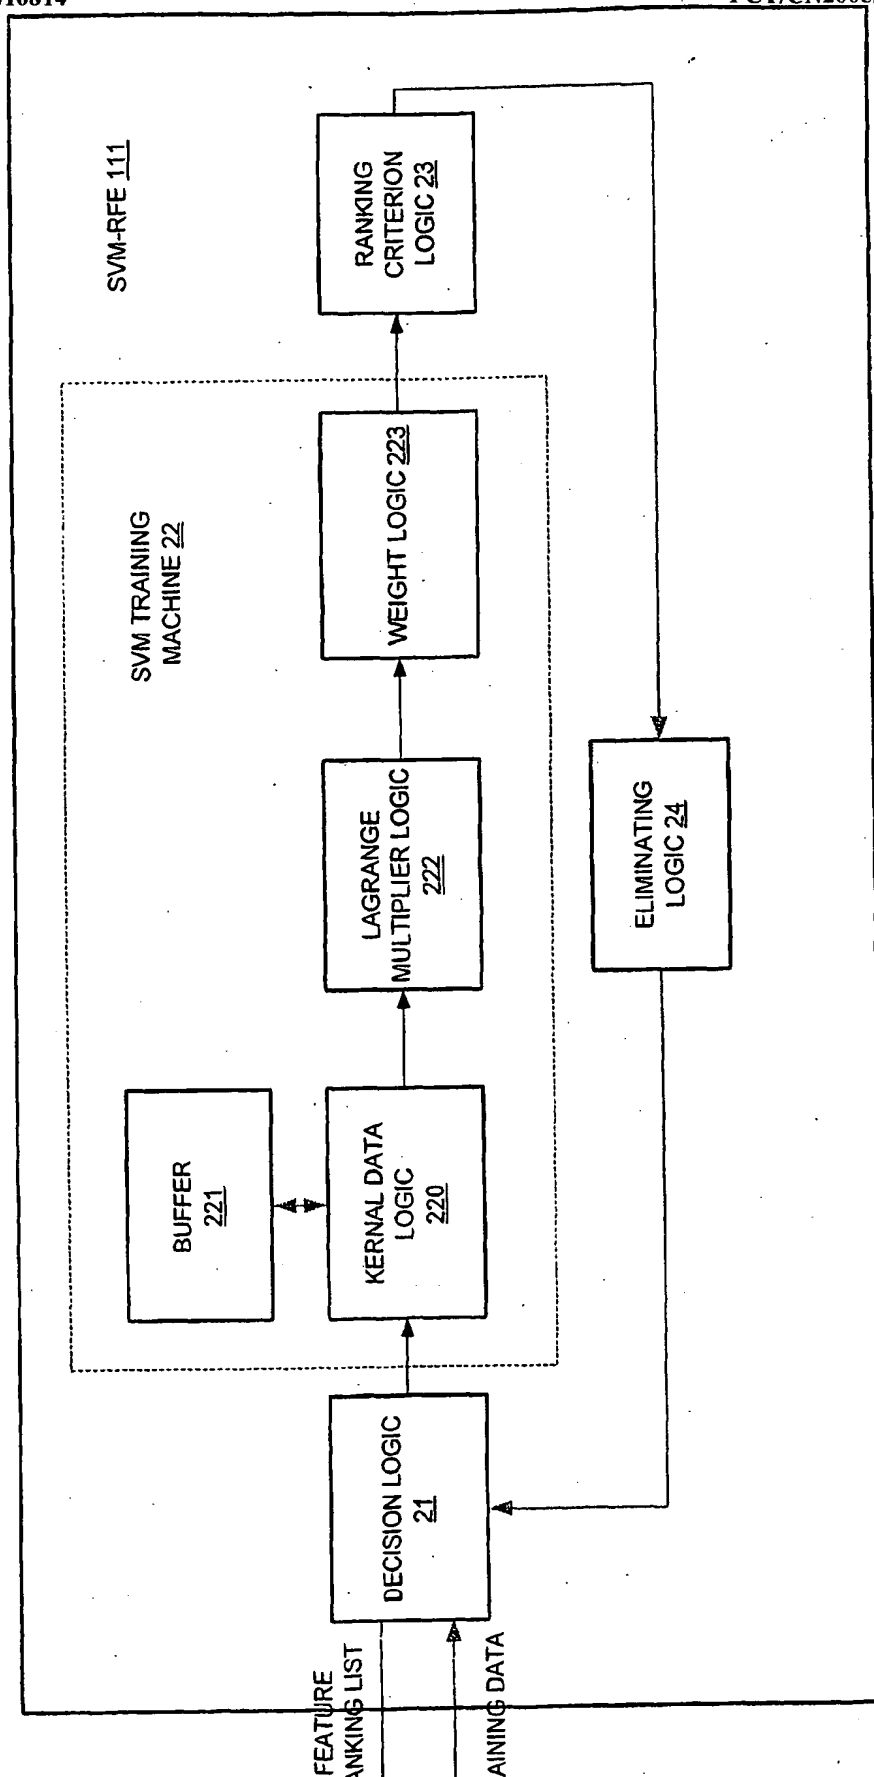 SVM-RFE 111
SVM TRAINING
MACHINE 22
BUFFER
221
DECISION LOGIC
21
KERNAL DATA
LOGIC
220
LAGRANGE
MULTIPLIER LOGIC
222
WEIGHT LOGIC 223
RANKING
CRITERION
LOGIC 23
ELIMINATING
LOGIC 24
FEATURE
ANKING LIST
AINING DATA